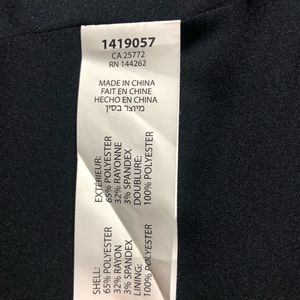 1419057
CA 25772
RN 144262
MADE IN CHINA
FAIT EN CHINE
HECHO EN CHINA
מיוצר בסין
EXTÉRIEUR:
65% POLYESTER
32% RAYONNE
3% SPANDEX
DOUBLURE:
100% POLYESTER
SHELL:
65% POLYESTER
32% RAYON
3% SPANDEX
LINING:
100% POLYESTER